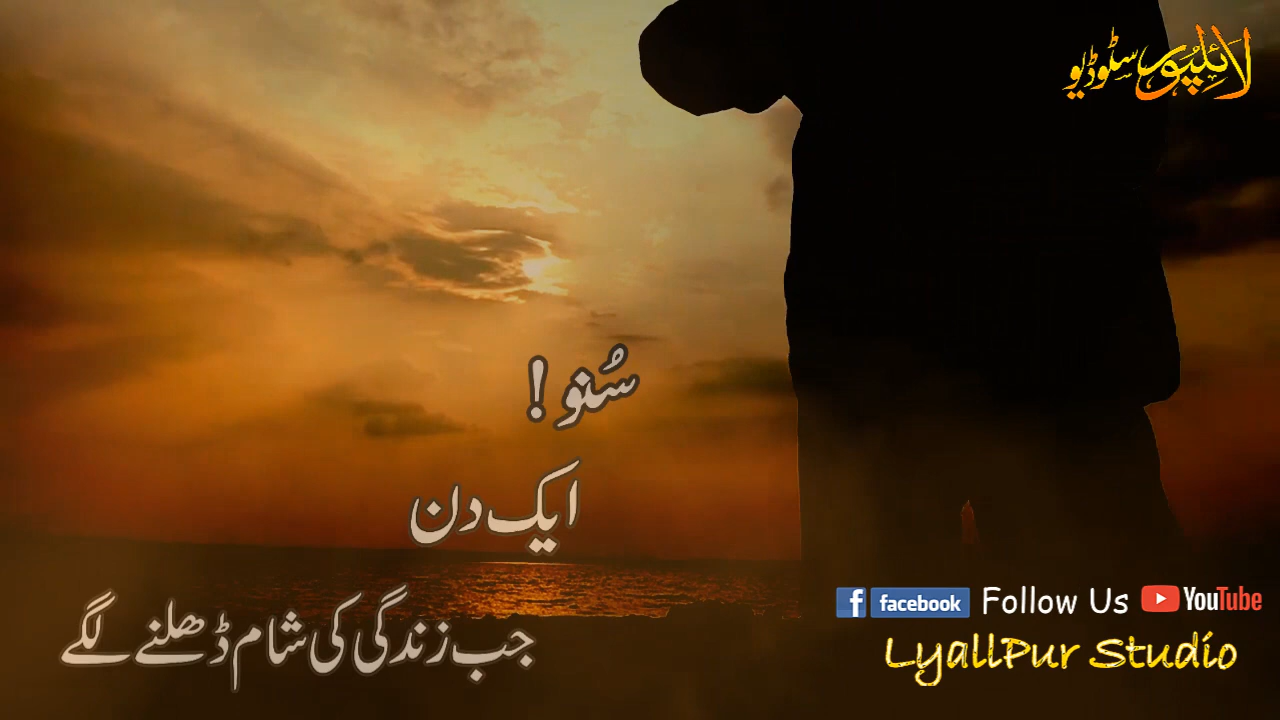 لائلپور سٹوڈیو
سُنو !
ایک دن
جب زندگی کی شام ڈھلنے لگے
f facebook Follow Us YouTube
LyallPur Studio